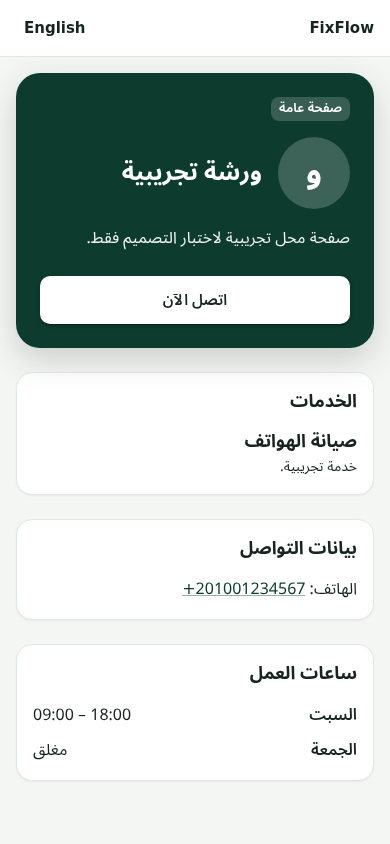 FixFlow
English
صفحة عامة
و
ورشة تجريبية
صفحة محل تجريبية لاختبار التصميم فقط.
اتصل الآن
الخدمات
صيانة الهواتف
خدمة تجريبية.
بيانات التواصل
الهاتف: +201001234567
ساعات العمل
السبت 09:00 – 18:00
الجمعة مغلق